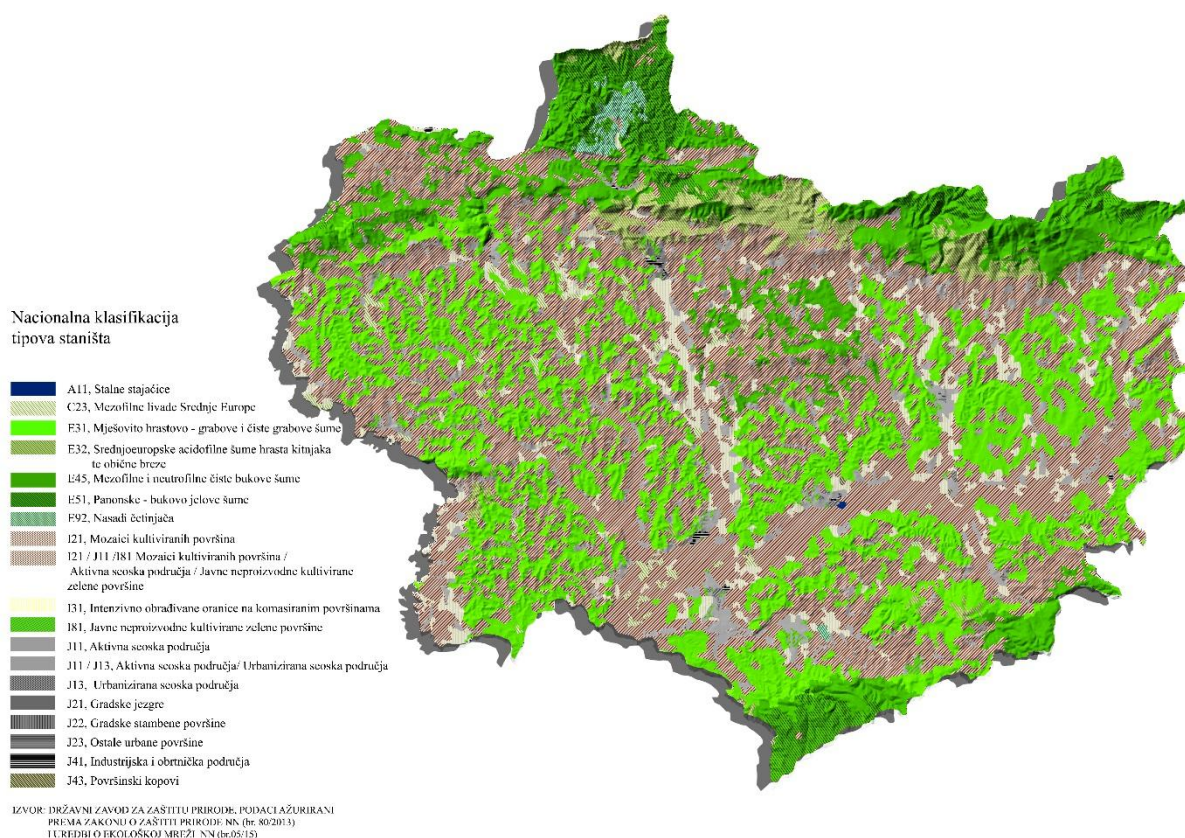 Nacionalna klasifikacija
tipova staništa
A11, Stalne stajaćice
C23, Mezofilne livade Srednje Europe
E31, Mješovito hrastovo - grabove i čiste grabove šume
E32, Srednjoeuropske acidofilne šume hrasta kitnjaka
te obične breze
E45, Mezofilne i neutrofilne čiste bukove šume
E51, Panonske - bukovo jelove šume
E92, Nasadi četinjača
I21, Mozaici kultiviranih površina
I21 / J11 /I81 Mozaici kultiviranih površina /
Aktivna seoska područja / Javne neproizvodne kultivirane
zelene površine
I31, Intenzivno obrađivane oranice na komasiranim površinama
I81, Javne neproizvodne kultivirane zelene površine
J11, Aktivna seoska područja
J11 / J13, Aktivna seoska područja/ Urbanizirana seoska područja
J13, Urbanizirana seoska područja
J21, Gradske jezgre
J22, Gradske stambene površine
J23, Ostale urbane površine
J41, Industrijska i obrtnička područja
J43, Površinski kopovi
IZVOR: DRŽAVNI ZAVOD ZA ZAŠTITU PRIRODE, PODACI AŽURIRANI
PREMA ZAKONU O ZAŠTITI PRIRODE NN (br. 80/2013)
I UREDBI O EKOLOŠKOJ MREŽI NN (br.05/15)